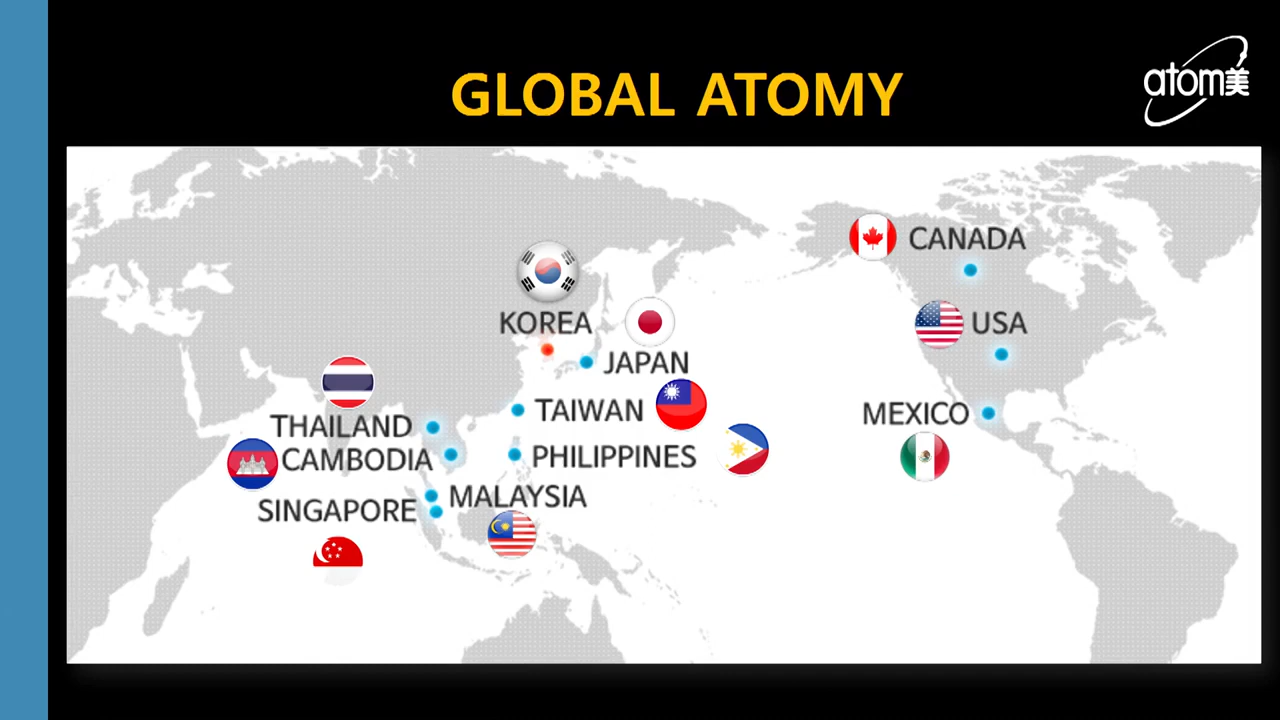 GLOBAL ATOMY
atom美
CANADA
KOREA
USA
JAPAN
TAIWAN
MEXICO
THAILAND
CAMBODIA
PHILIPPINES
MALAYSIA
SINGAPORE